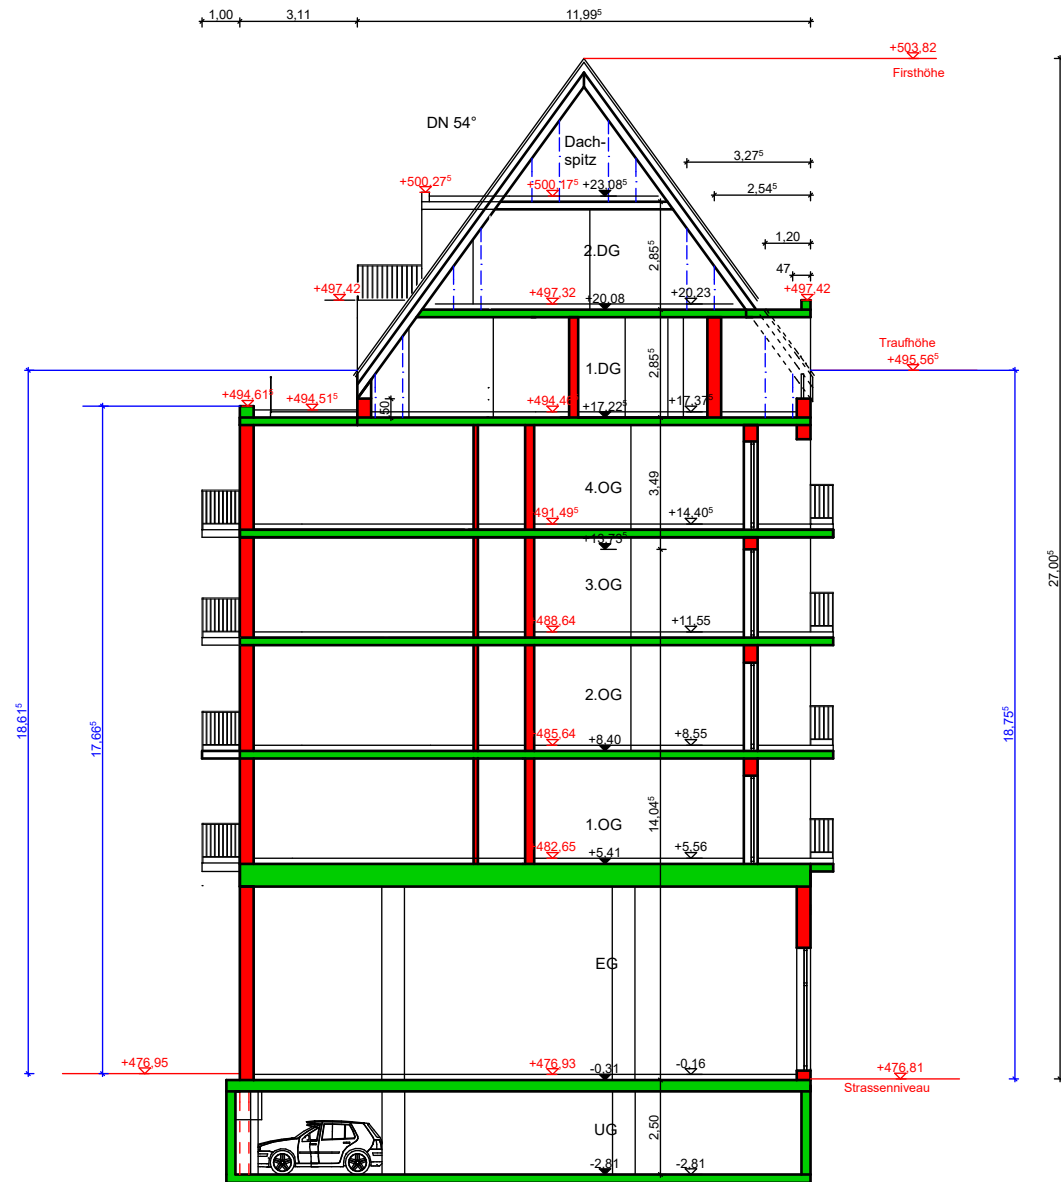 1,00 3,11 11,99⁵
+503,82
Firsthöhe
DN 54°
Dach-
spitz
3,27⁵
+500,27⁵ +500,17⁵ +23,08⁵
2,54⁵
1,20
2.DG
2,85⁵
47
+497,42 +497,32 +20,08 +20,23 +497,42
Traufhöhe
+495,56⁵
1.DG
2,85⁵
+494,61⁵ +494,51⁵ 50 +17,22⁵ +17,37⁵
4.OG
3,49
491,49⁵ +14,40⁵
+13,73⁵
3.OG
27,00⁵
488,64 +11,55
2.OG
18,61⁵ 17,66⁵ 18,75⁵
485,64 +8,40 +8,55
14,04⁵
1.OG
482,65 +5,41 +5,56
EG
+476,95 +476,93 -0,31 -0,16 +476,81
Strassenniveau
UG
2,50
-2,81 -2,81